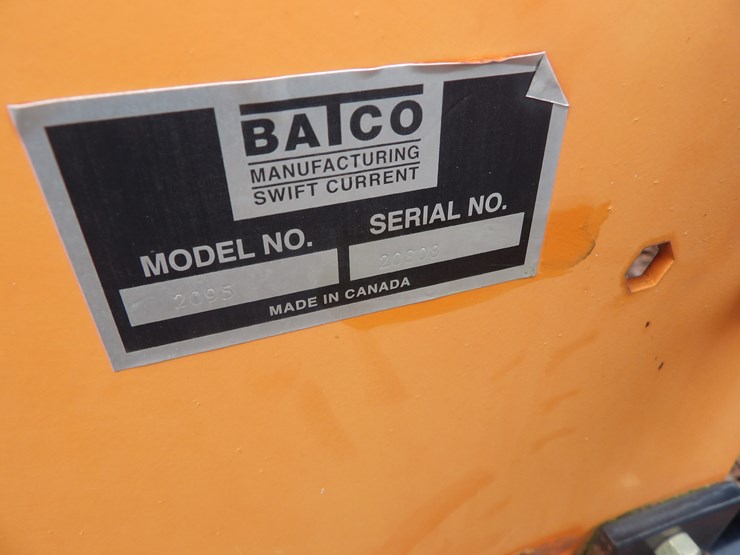 BATCO
MANUFACTURING
SWIFT CURRENT
MODEL NO.
2095
SERIAL NO.
MADE IN CANADA